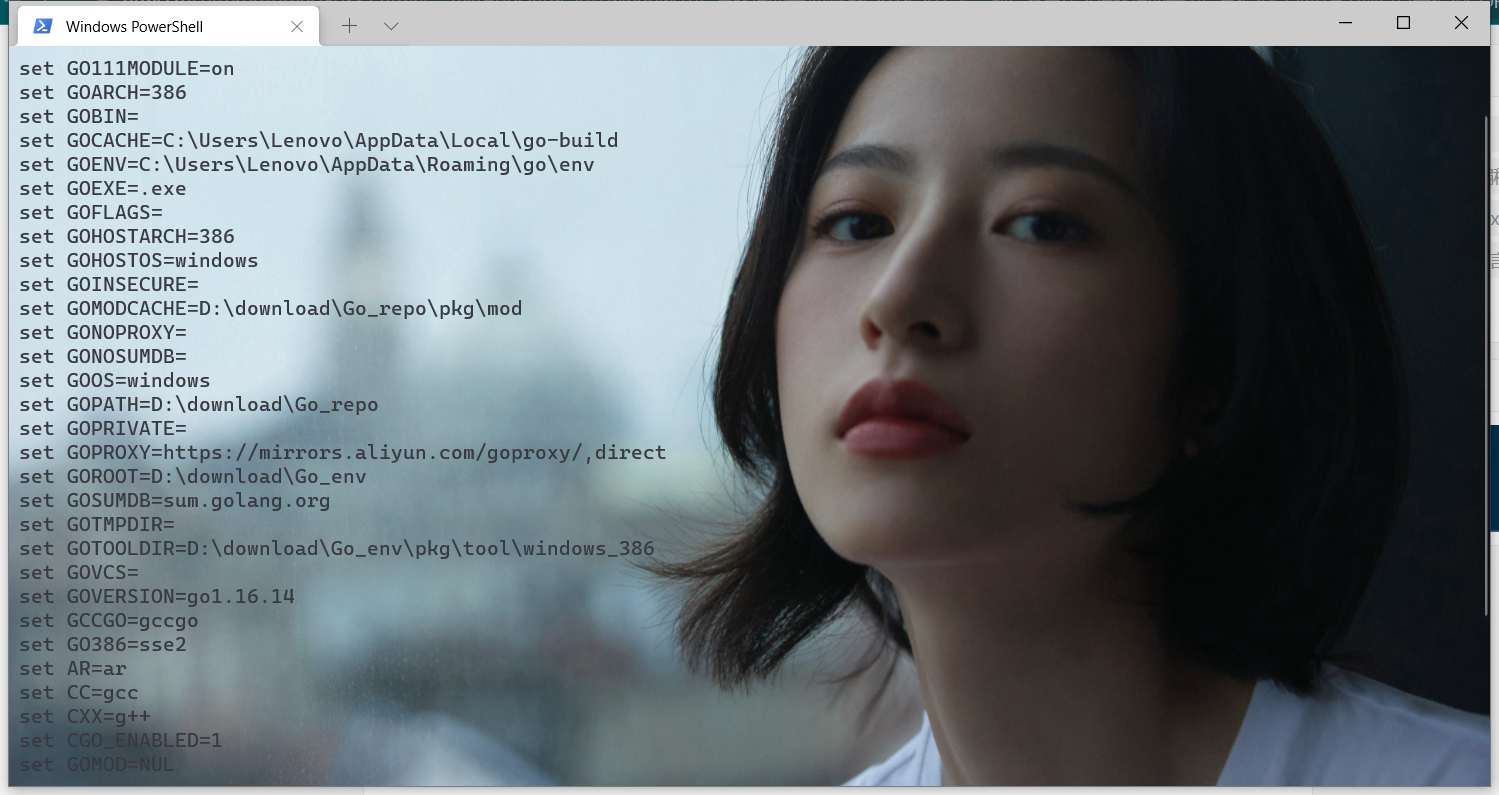 Windows PowerShell
set GO111MODULE=on
set GOARCH=386
set GOBIN=
set GOCACHE=C:\Users\Lenovo\AppData\Local\go-build
set GOENV=C:\Users\Lenovo\AppData\Roaming\go\env
set GOEXE=.exe
set GOFLAGS=
set GOHOSTARCH=386
set GOHOSTOS=windows
set GOINSECURE=
set GOMODCACHE=D:\download\Go_repo\pkg\mod
set GONOPROXY=
set GONOSUMDB=
set GOOS=windows
set GOPATH=D:\download\Go_repo
set GOPRIVATE=
set GOPROXY=https://mirrors.aliyun.com/goproxy/,direct
set GOROOT=D:\download\Go_env
set GOSUMDB=sum.golang.org
set GOTMPDIR=
set GOTOOLDIR=D:\download\Go_env\pkg\tool\windows_386
set GOVCS=
set GOVERSION=go1.16.14
set GCCGO=gccgo
set GO386=sse2
set AR=ar
set CC=gcc
set CXX=g++
set CGO_ENABLED=1
set GOMOD=NUL